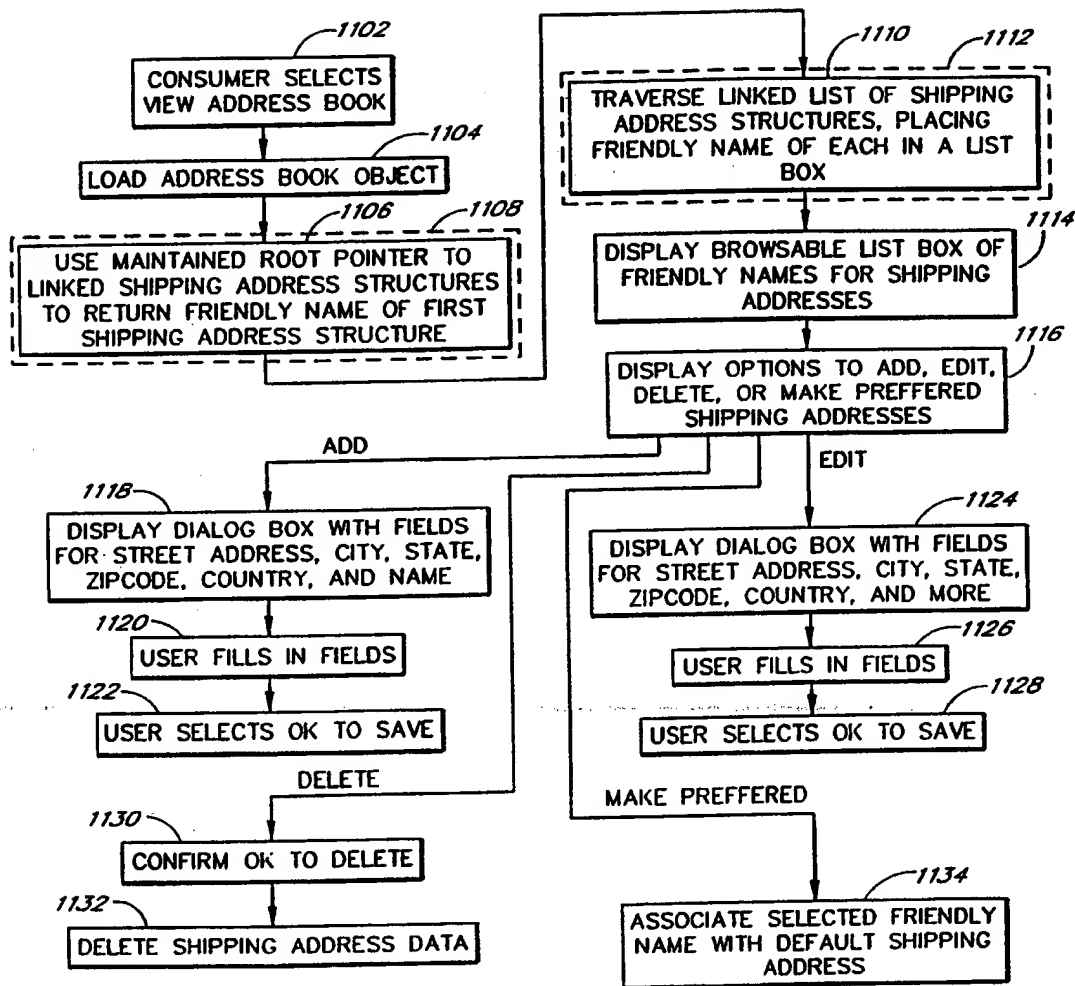 1102
CONSUMER SELECTS
VIEW ADDRESS BOOK
1104
LOAD ADDRESS BOOK OBJECT
1106
1108
USE MAINTAINED ROOT POINTER TO
LINKED SHIPPING ADDRESS STRUCTURES
TO RETURN FRIENDLY NAME OF FIRST
SHIPPING ADDRESS STRUCTURE
1110
1112
TRAVERSE LINKED LIST OF SHIPPING
ADDRESS STRUCTURES, PLACING
FRIENDLY NAME OF EACH IN A LIST
BOX
1114
DISPLAY BROWSABLE LIST BOX OF
FRIENDLY NAMES FOR SHIPPING
ADDRESSES
1116
DISPLAY OPTIONS TO ADD, EDIT,
DELETE, OR MAKE PREFFERED
SHIPPING ADDRESSES
ADD
1118
DISPLAY DIALOG BOX WITH FIELDS
FOR STREET ADDRESS, CITY, STATE,
ZIPCODE, COUNTRY, AND NAME
1120
USER FILLS IN FIELDS
1122
USER SELECTS OK TO SAVE
EDIT
1124
DISPLAY DIALOG BOX WITH FIELDS
FOR STREET ADDRESS, CITY, STATE,
ZIPCODE, COUNTRY, AND MORE
1126
USER FILLS IN FIELDS
1128
USER SELECTS OK TO SAVE
DELETE
1130
CONFIRM OK TO DELETE
1132
DELETE SHIPPING ADDRESS DATA
MAKE PREFFERED
1134
ASSOCIATE SELECTED FRIENDLY
NAME WITH DEFAULT SHIPPING
ADDRESS